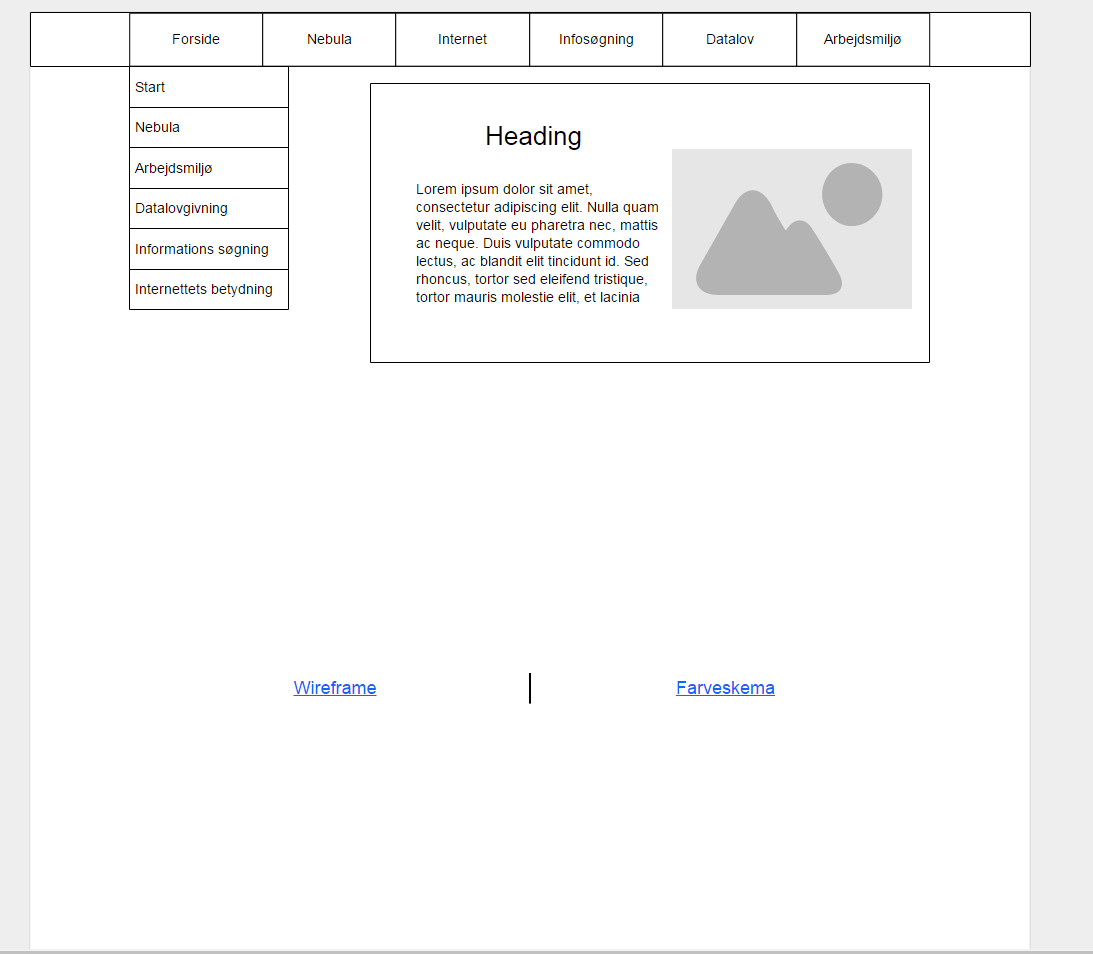 Forside
Nebula
Internet
Infosøgning
Datalov
Arbejdsmiljø
Start
Nebula
Arbejdsmiljø
Datalovgivning
Informations søgning
Internettets betydning
Heading
Lorem ipsum dolor sit amet,
consectetur adipiscing elit. Nulla quam
velit, vulputate eu pharetra nec, mattis
ac neque. Duis vulputate commodo
lectus, ac blandit elit tincidunt id. Sed
rhoncus, tortor sed eleifend tristique,
tortor mauris molestie elit, et lacinia
Wireframe
Farveskema